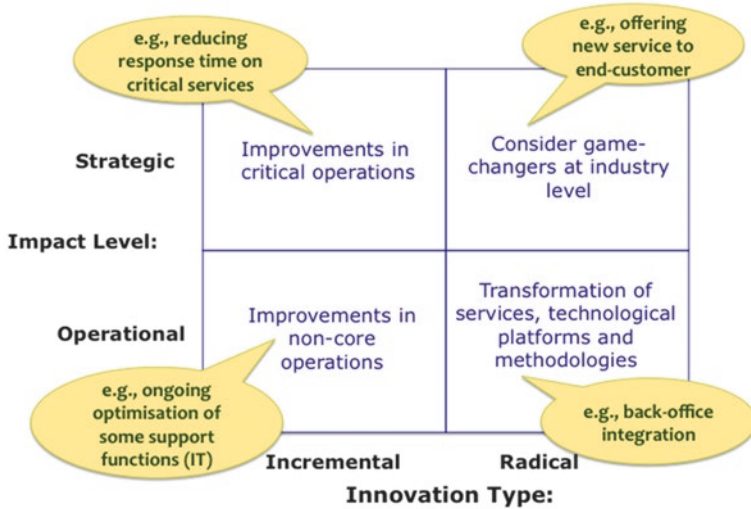 e.g., reducing
response time on
critical services
e.g., offering
new service to
end-customer
Strategic
Improvements in
critical operations
Consider game-
changers at industry
level
Impact Level:
Operational
Improvements in
non-core
operations
Transformation of
services, technological
platforms and
methodologies
e.g., ongoing
optimisation of
some support
functions (IT)
e.g., back-office
integration
Incremental
Radical
Innovation Type: